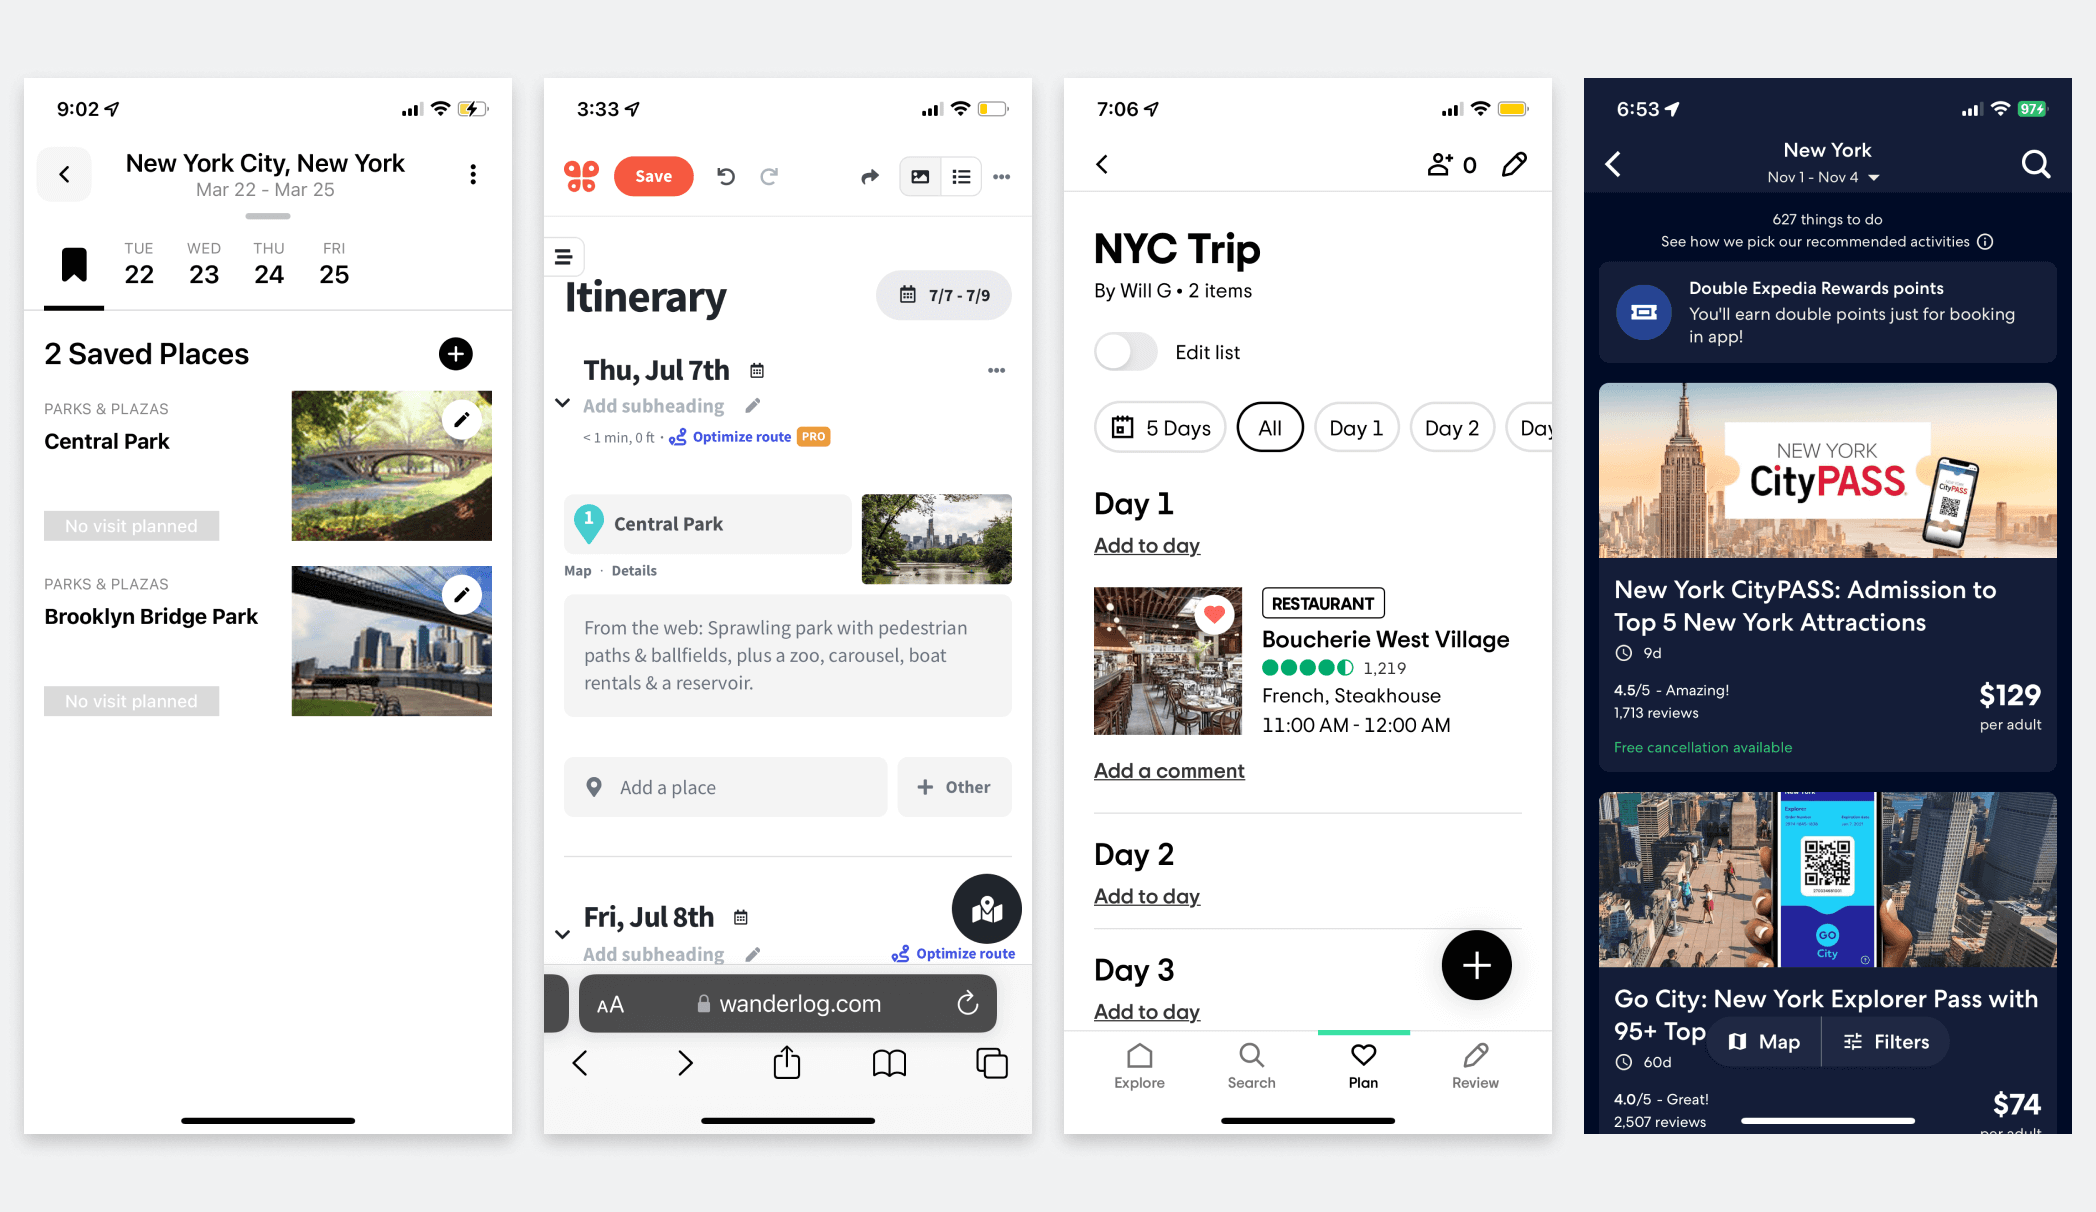 9:02
New York City, New York
Mar 22 - Mar 25
TUE WED THU FRI
22 23 24 25
2 Saved Places
PARKS & PLAZAS
Central Park
No visit planned
PARKS & PLAZAS
Brooklyn Bridge Park
No visit planned
3:33
Save
Itinerary
7/7 - 7/9
Thu, Jul 7th
Add subheading
< 1 min, 0 ft · Optimize route PRO
1 Central Park
Map · Details
From the web: Sprawling park with pedestrian
paths & ballfields, plus a zoo, carousel, boat
rentals & a reservoir.
Add a place
Other
Fri, Jul 8th
Add subheading
Optimize route
AA wanderlog.com
7:06
0
NYC Trip
By Will G • 2 items
Edit list
5 Days All Day 1 Day 2 Day
Day 1
Add to day
RESTAURANT
Boucherie West Village
1,219
French, Steakhouse
11:00 AM - 12:00 AM
Add a comment
Day 2
Add to day
Day 3
Add to day
Explore Search Plan Review
6:53
97
New York
Nov 1 - Nov 4
627 things to do
See how we pick our recommended activities
Double Expedia Rewards points
You'll earn double points just for booking
in app!
NEW YORK
CityPASS
CityPASS
New York CityPASS: Admission to
Top 5 New York Attractions
9d
4.5/5 - Amazing!
1,713 reviews
$129
per adult
Free cancellation available
New York
Explorer
GO
City
Go City: New York Explorer Pass with
95+ Top
Map Filters
60d
4.0/5 - Great!
2,507 reviews
$74
per adult